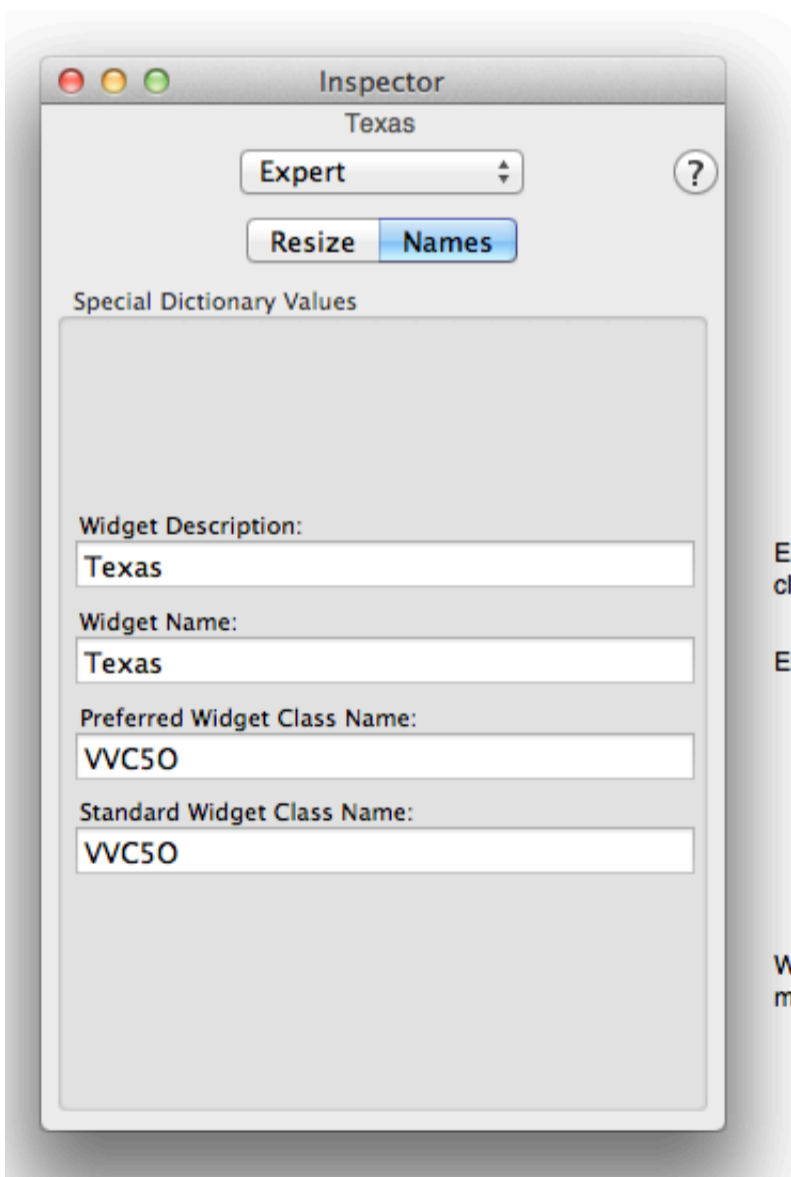 Inspector
Texas
Expert
?
Resize Names
Special Dictionary Values
Widget Description:
Texas
Widget Name:
Texas
Preferred Widget Class Name:
VVC5O
Standard Widget Class Name:
VVC5O